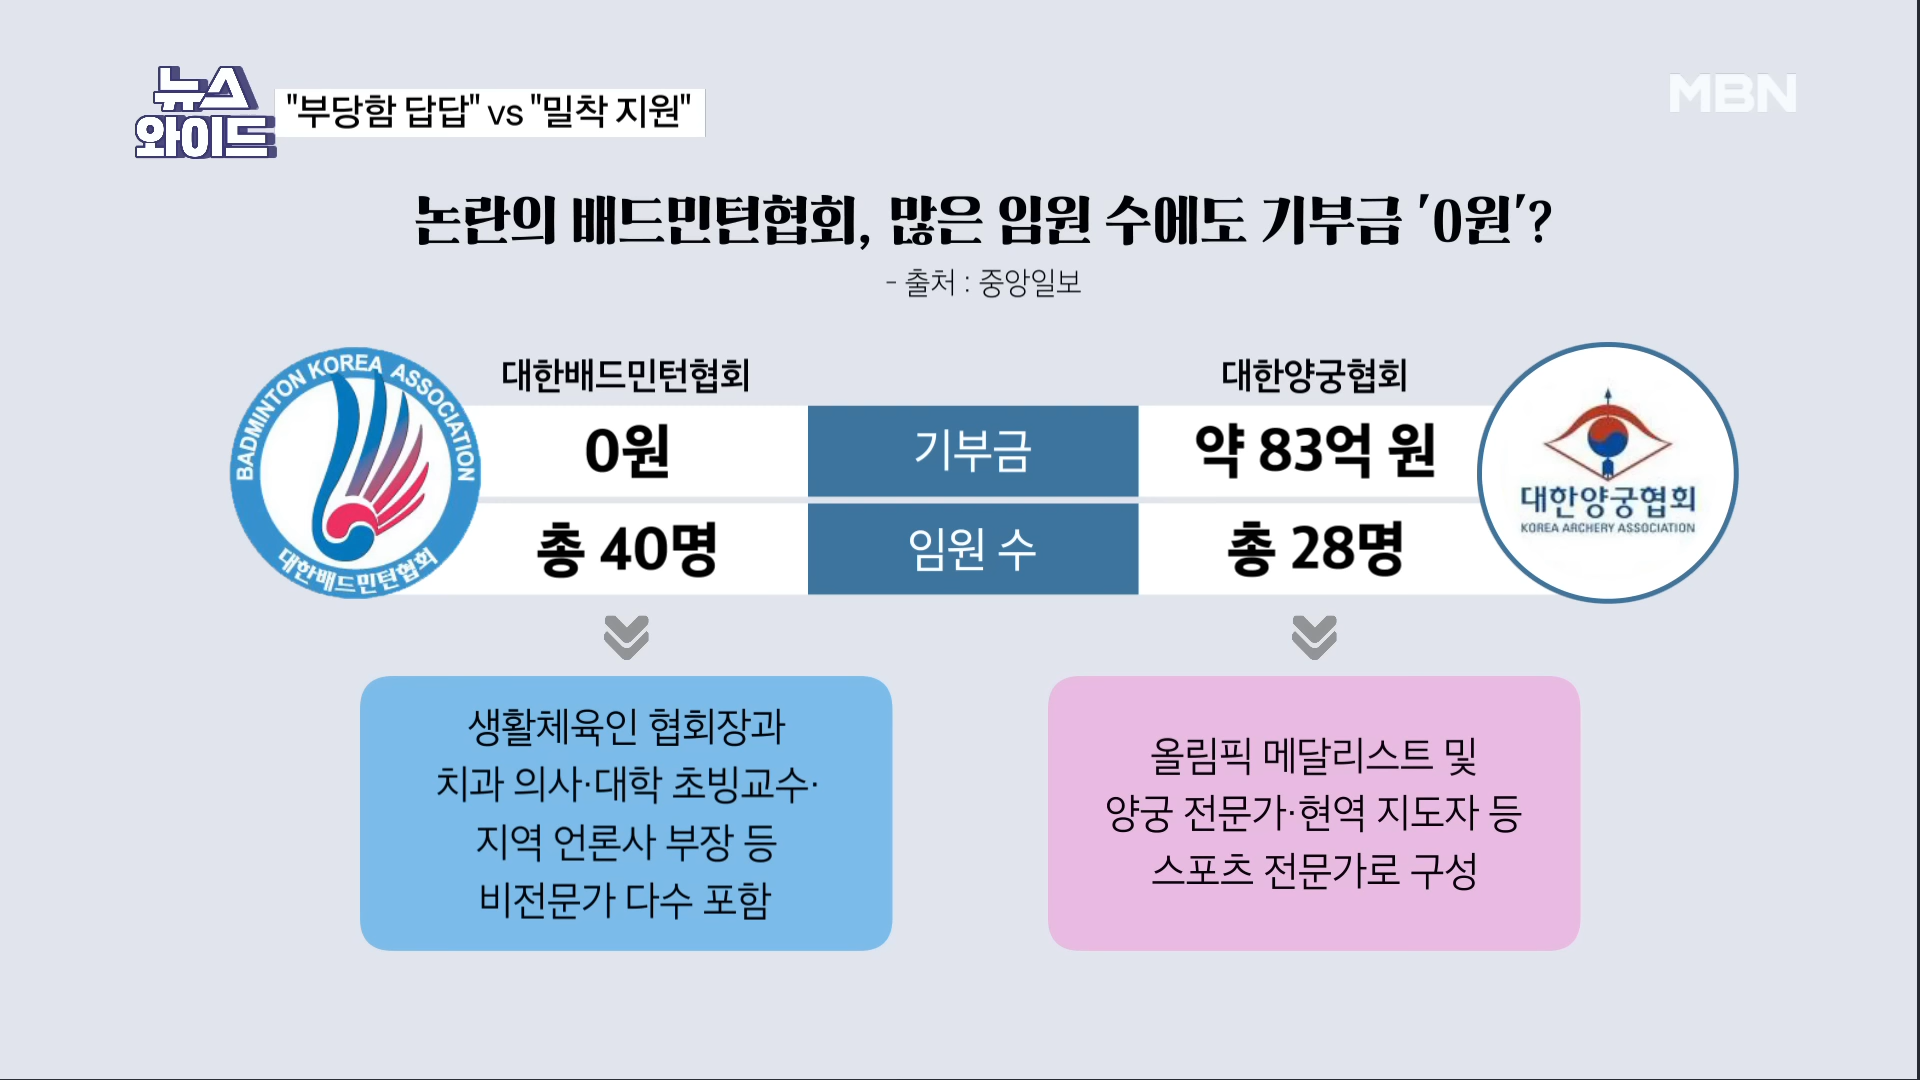 뉴스
와이드
"부당함 답답" vs "밀착 지원"
MBN
논란의 배드민턴협회, 많은 임원 수에도 기부금 '0원'?
- 출처 : 중앙일보
BADMINTON KOREA ASSOCIATION
대한배드민턴협회
대한배드민턴협회
대한양궁협회
0원
기부금
약 83억 원
총 40명
임원 수
총 28명
대한양궁협회
KOREA ARCHERY ASSOCIATION
생활체육인 협회장과
치과 의사·대학 초빙교수·
지역 언론사 부장 등
비전문가 다수 포함
올림픽 메달리스트 및
양궁 전문가·현역 지도자 등
스포츠 전문가로 구성